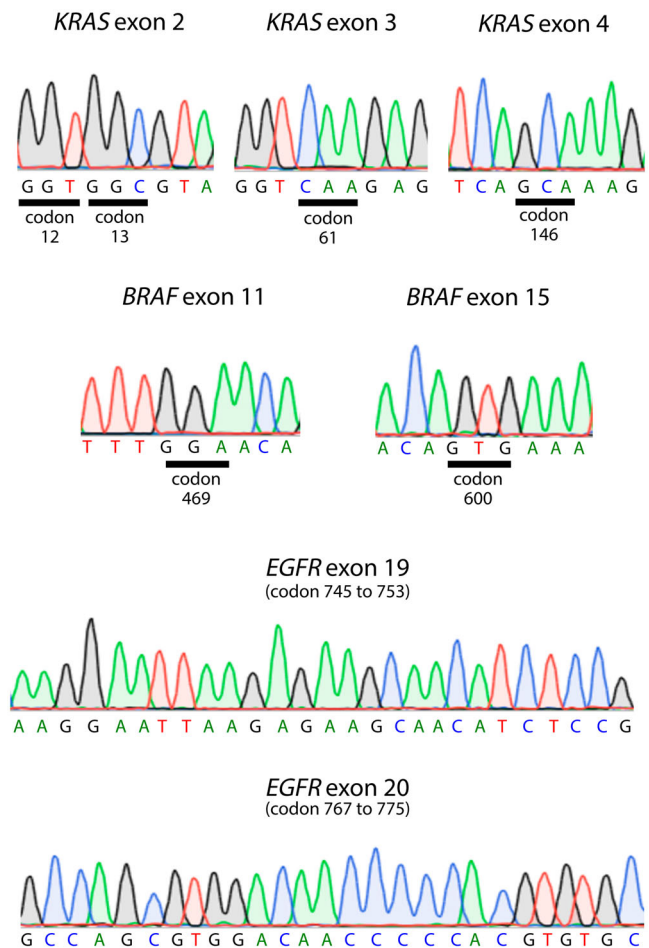 KRAS exon 2
KRAS exon 3
KRAS exon 4
G G T G G C G T A
G G T C A A G A G
T C A G C A A A G
codon
12
codon
13
codon
61
codon
146
BRAF exon 11
BRAF exon 15
T T T G G A A C A
A C A G T G A A A
codon
469
codon
600
EGFR exon 19
(codon 745 to 753)
A A G G A A T T A A G A G A A G C A A C A T C T C C G
EGFR exon 20
(codon 767 to 775)
G C C A G C G T G G A C A A C C C C C A C G T G T G C